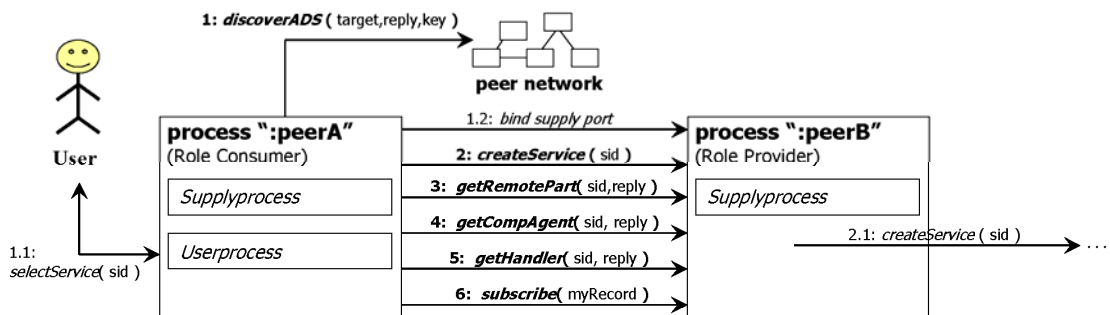 1: discoverADS ( target,reply,key )
peer network
User
process “:peerA”
(Role Consumer)
Supplyprocess
Userprocess
1.1:
selectService( sid )
1.2: bind supply port
2: createService ( sid )
3: getRemotePart( sid,reply )
4: getCompAgent( sid, reply )
5: getHandler( sid, reply )
6: subscribe( myRecord )
process “:peerB”
(Role Provider)
Supplyprocess
2.1: createService ( sid )
...